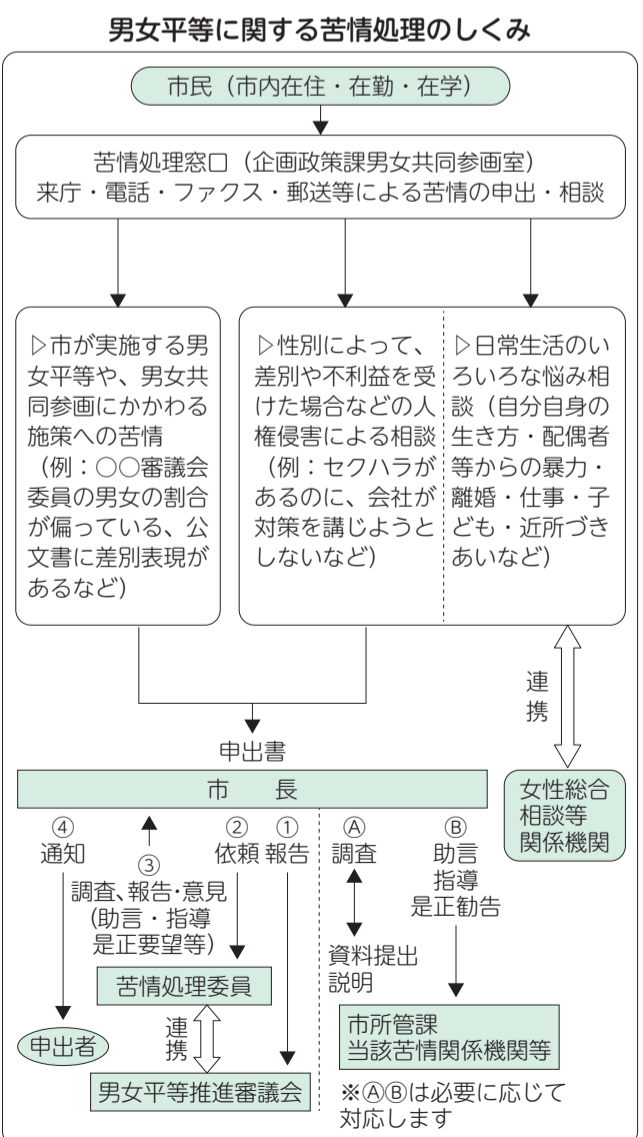 男女平等に関する苦情処理のしくみ
市民（市内在住・在勤・在学）
苦情処理窓口（企画政策課男女共同参画室）
来庁・電話・ファクス・郵送等による苦情の申出・相談
▷市が実施する男
女平等や、男女共
同参画にかかわる
施策への苦情
（例：○○審議会
委員の男女の割合
が偏っている、公
文書に差別表現が
あるなど）
▷性別によって、
差別や不利益を受
けた場合などの人
権侵害による相談
（例：セクハラが
あるのに、会社が
対策を講じようと
しないなど）
▷日常生活のい
ろいろな悩み相
談（自分自身の
生き方・配偶者
等からの暴力・
離婚・仕事・子
ども・近所づき
あいなど）
連携
申出書
市　長
女性総合
相談等
関係機関
④
通知
③
調査、報告・意見
（助言・指導
是正要望等）
②
依頼
①
報告
Ⓐ
調査
Ⓑ
助言
指導
是正勧告
資料提出
説明
苦情処理委員
連携
申出者
男女平等推進審議会
市所管課
当該苦情関係機関等
※ⒶⒷは必要に応じて
対応します